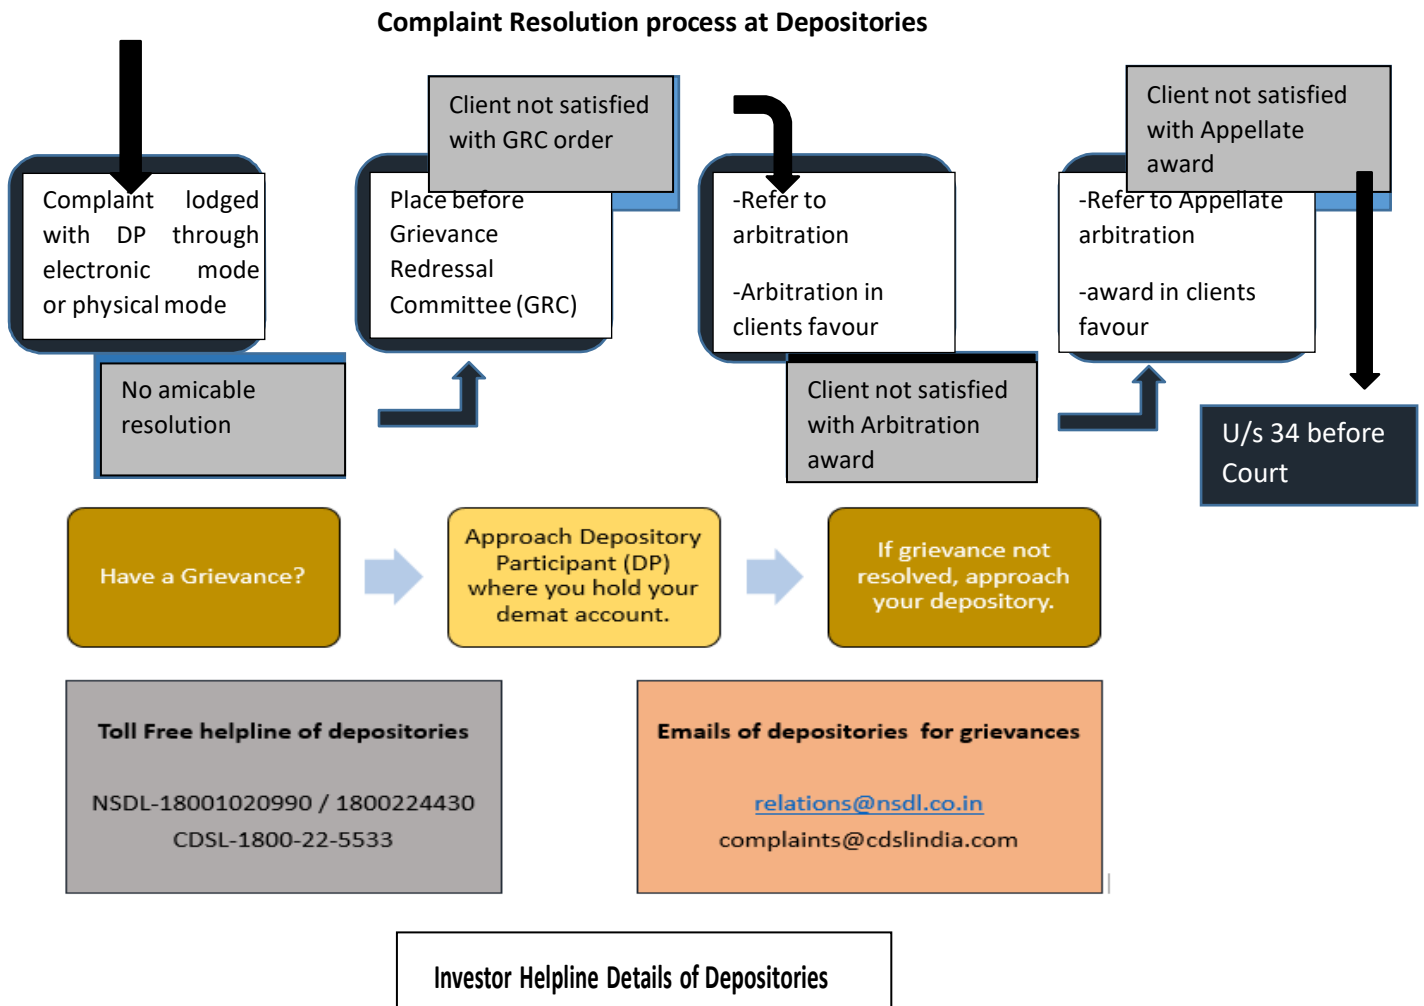 Complaint Resolution process at Depositories
Complaint lodged
with DP through
electronic mode
or physical mode
No amicable
resolution
Place before
Grievance
Redressal
Committee (GRC)
Client not satisfied
with GRC order
-Refer to
arbitration
-Arbitration in
clients favour
Client not satisfied
with Arbitration
award
-Refer to Appellate
arbitration
-award in clients
favour
Client not satisfied
with Appellate
award
U/s 34 before
Court
Have a Grievance?
Approach Depository
Participant (DP)
where you hold your
demat account.
If grievance not
resolved, approach
your depository.
Toll Free helpline of depositories
NSDL-18001020990 / 1800224430
CDSL-1800-22-5533
Emails of depositories for grievances
relations@nsdl.co.in
complaints@cdslindia.com
Investor Helpline Details of Depositories